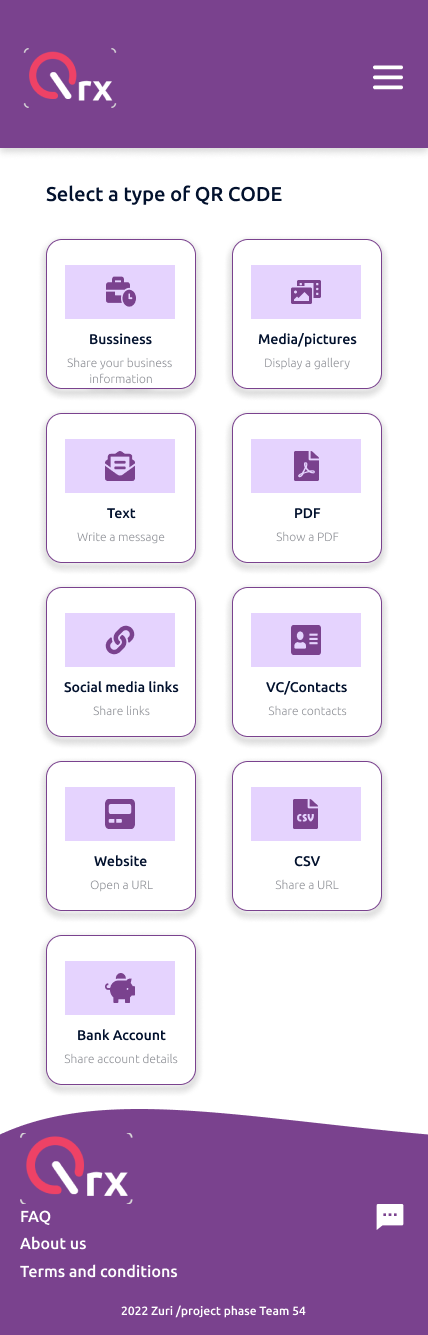 Qrx
Select a type of QR CODE
Bussiness
Share your business
information
Media/pictures
Display a gallery
Text
Write a message
PDF
Show a PDF
Social media links
Share links
VC/Contacts
Share contacts
Website
Open a URL
CSV
CSV
Share a URL
Bank Account
Share account details
Qrx
FAQ
About us
Terms and conditions
2022 Zuri /project phase Team 54